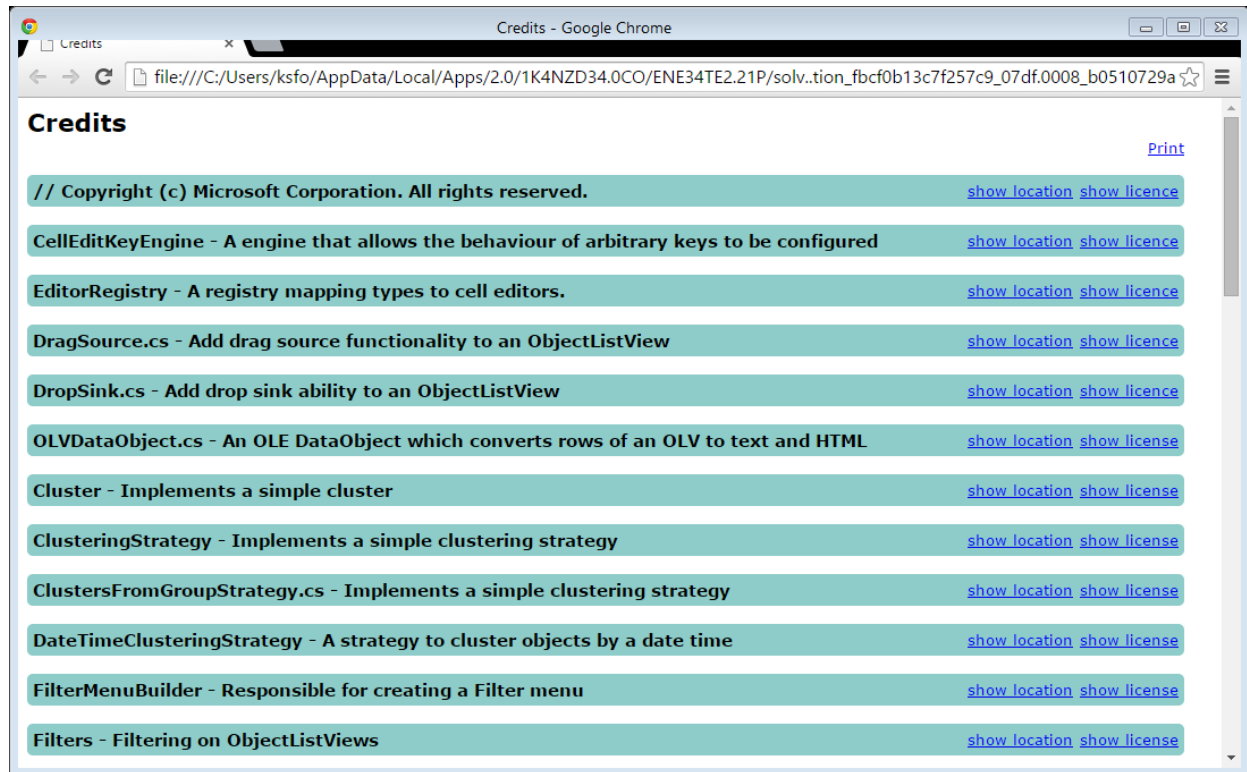 Credits - Google Chrome
Credits
file:///C:/Users/ksfo/AppData/Local/Apps/2.0/1K4NZD34.0CO/ENE34TE2.21P/solv..tion_fbcf0b13c7f257c9_07df.0008_b0510729a
Credits
Print
// Copyright (c) Microsoft Corporation. All rights reserved. show location show licence
CellEditKeyEngine - A engine that allows the behaviour of arbitrary keys to be configured show location show licence
EditorRegistry - A registry mapping types to cell editors. show location show licence
DragSource.cs - Add drag source functionality to an ObjectListView show location show licence
DropSink.cs - Add drop sink ability to an ObjectListView show location show licence
OLVDataObject.cs - An OLE DataObject which converts rows of an OLV to text and HTML show location show license
Cluster - Implements a simple cluster show location show license
ClusteringStrategy - Implements a simple clustering strategy show location show license
ClustersFromGroupStrategy.cs - Implements a simple clustering strategy show location show license
DateTimeClusteringStrategy - A strategy to cluster objects by a date time show location show license
FilterMenuBuilder - Responsible for creating a Filter menu show location show license
Filters - Filtering on ObjectListViews show location show license